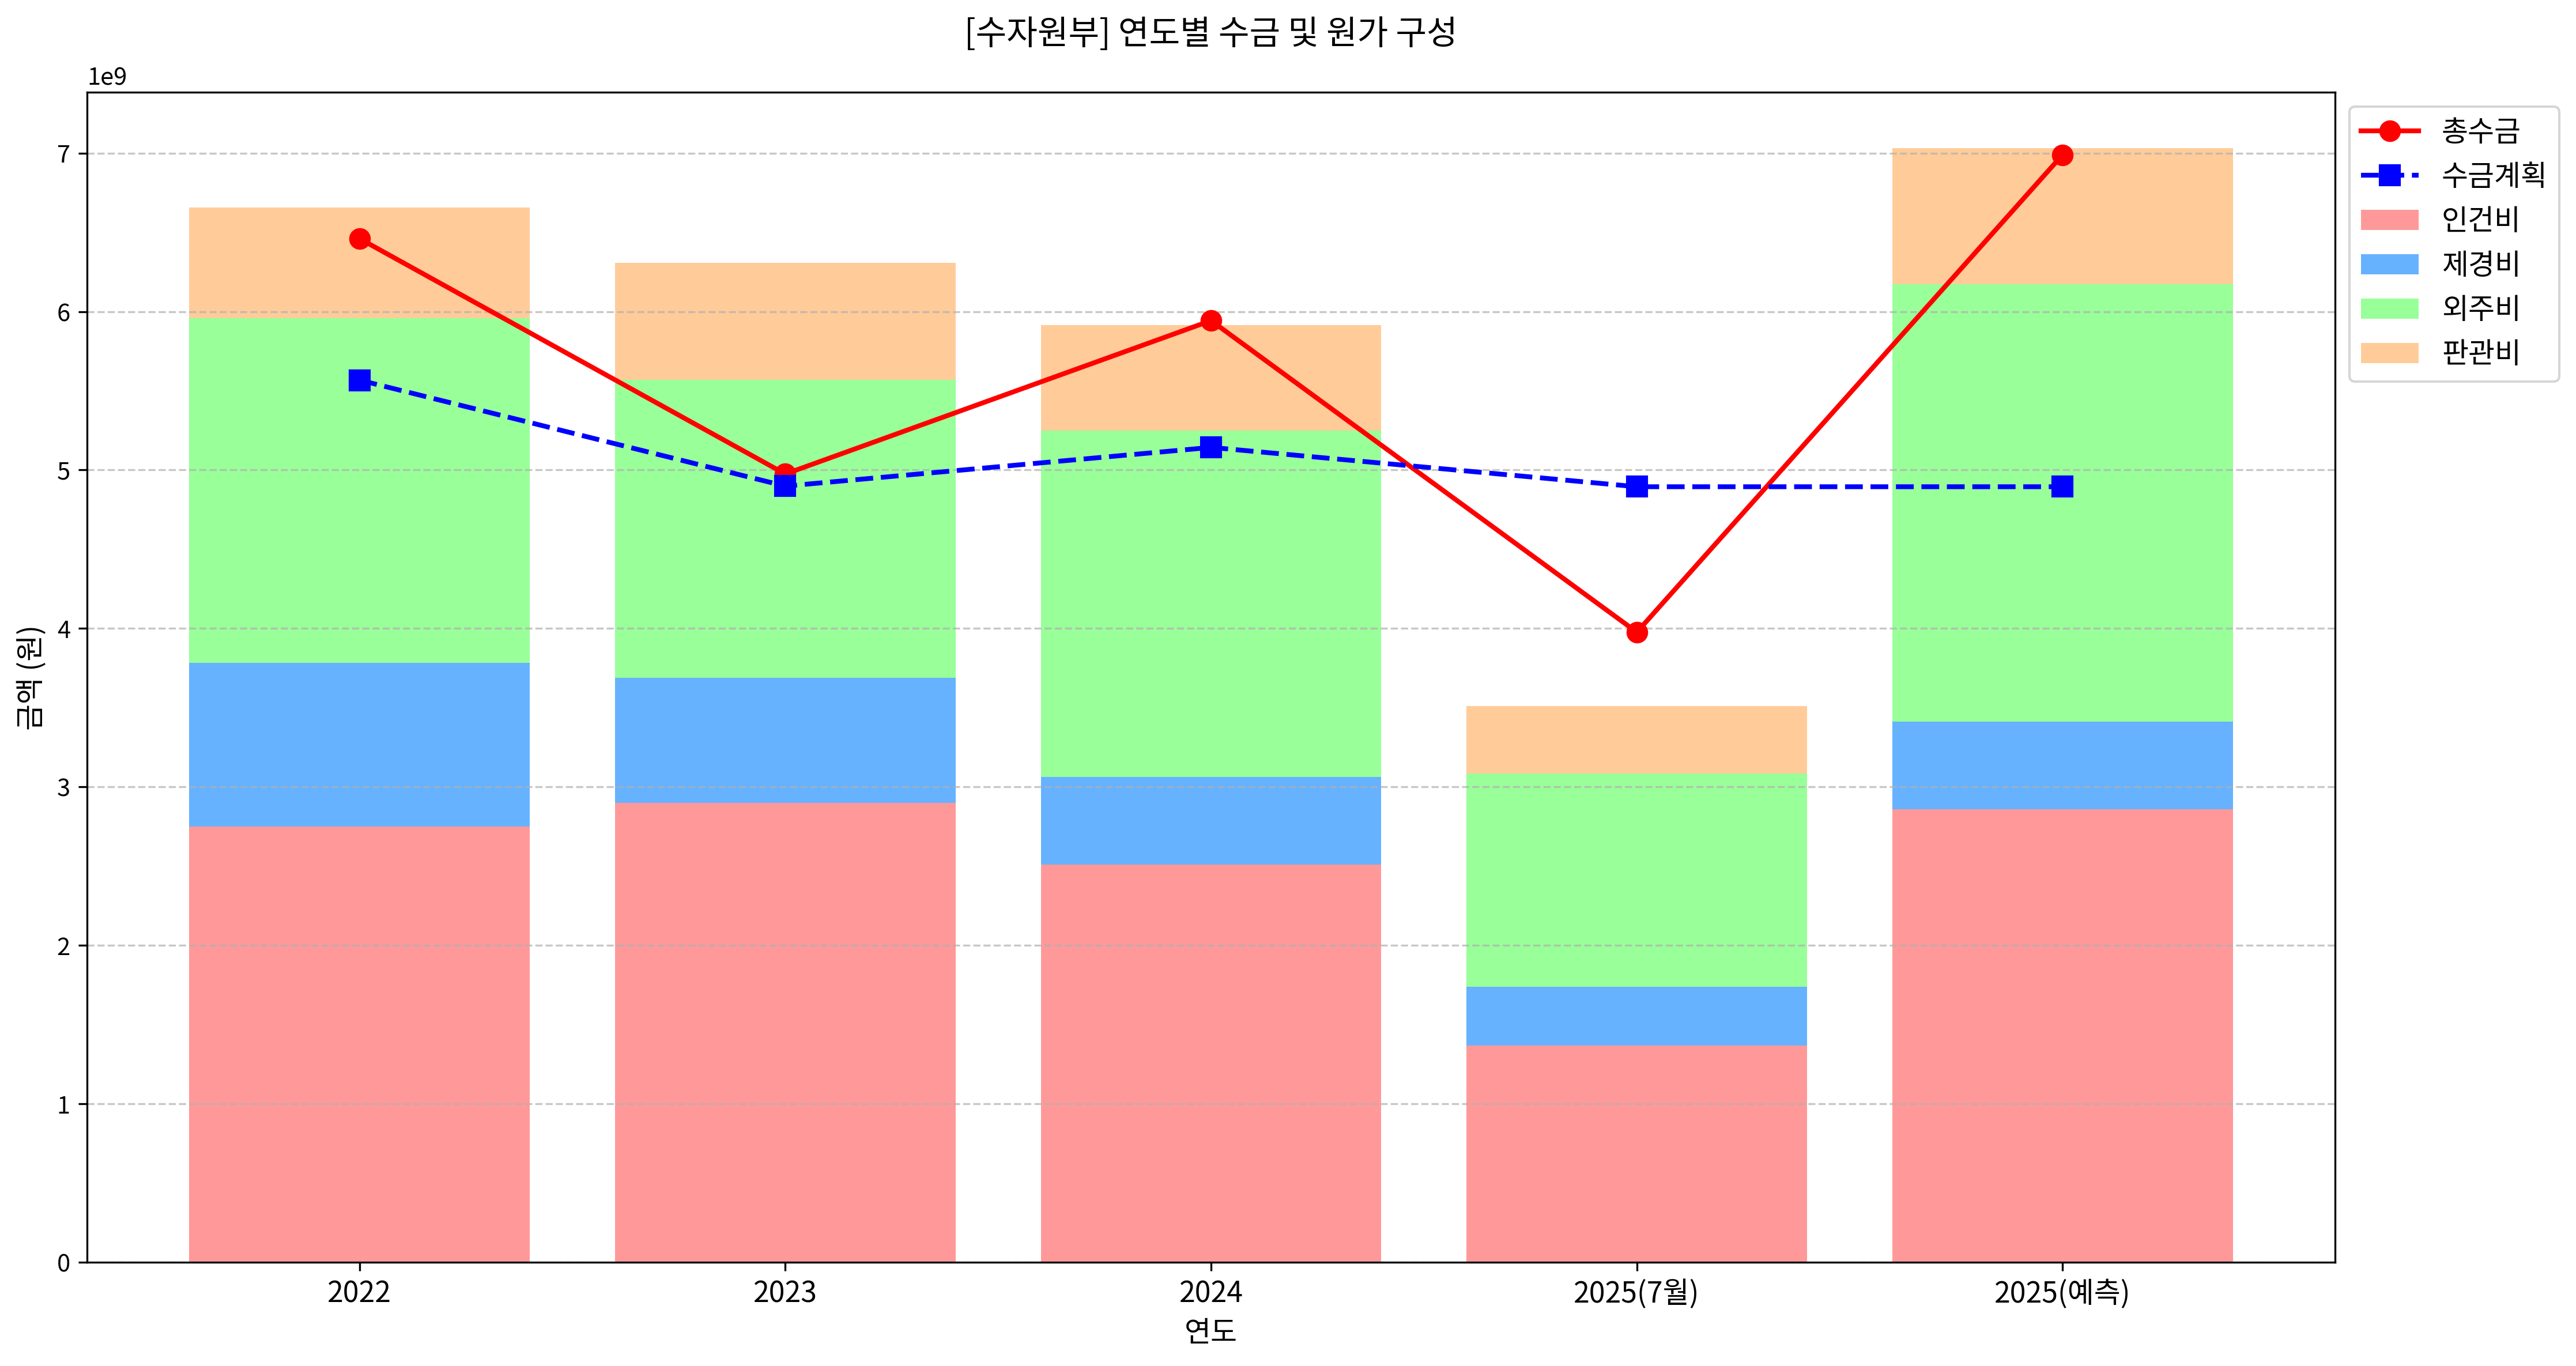 [수자원부] 연도별 수금 및 원가 구성
1e9
7
6
5
4
3
2
1
0
금액 (원)
2022
2023
2024
2025(7월)
2025(예측)
연도
총수금
수금계획
인건비
제경비
외주비
판관비